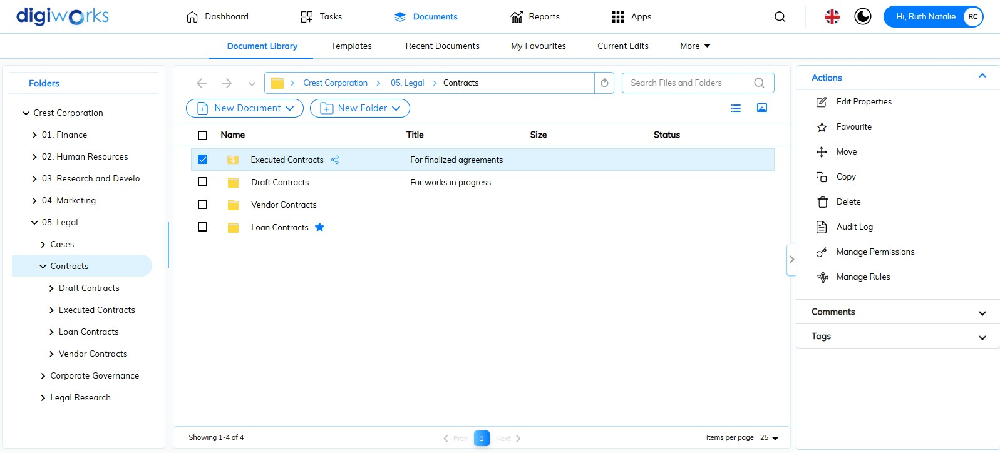 digiworks
Dashboard
Tasks
Documents
Reports
Apps
Hi, Ruth Natalie
RC
Document Library
Templates
Recent Documents
My Favourites
Current Edits
More
Folders
Crest Corporation
01. Finance
02. Human Resources
03. Research and Develo...
04. Marketing
05. Legal
Cases
Contracts
Draft Contracts
Executed Contracts
Loan Contracts
Vendor Contracts
Corporate Governance
Legal Research
Crest Corporation
05. Legal
Contracts
Search Files and Folders
New Document
New Folder
Name Title Size Status
Executed Contracts For finalized agreements
Draft Contracts For works in progress
Vendor Contracts
Loan Contracts
Showing 1-4 of 4
Prev
1
Next
Items per page 25
Actions
Edit Properties
Favourite
Move
Copy
Delete
Audit Log
Manage Permissions
Manage Rules
Comments
Tags